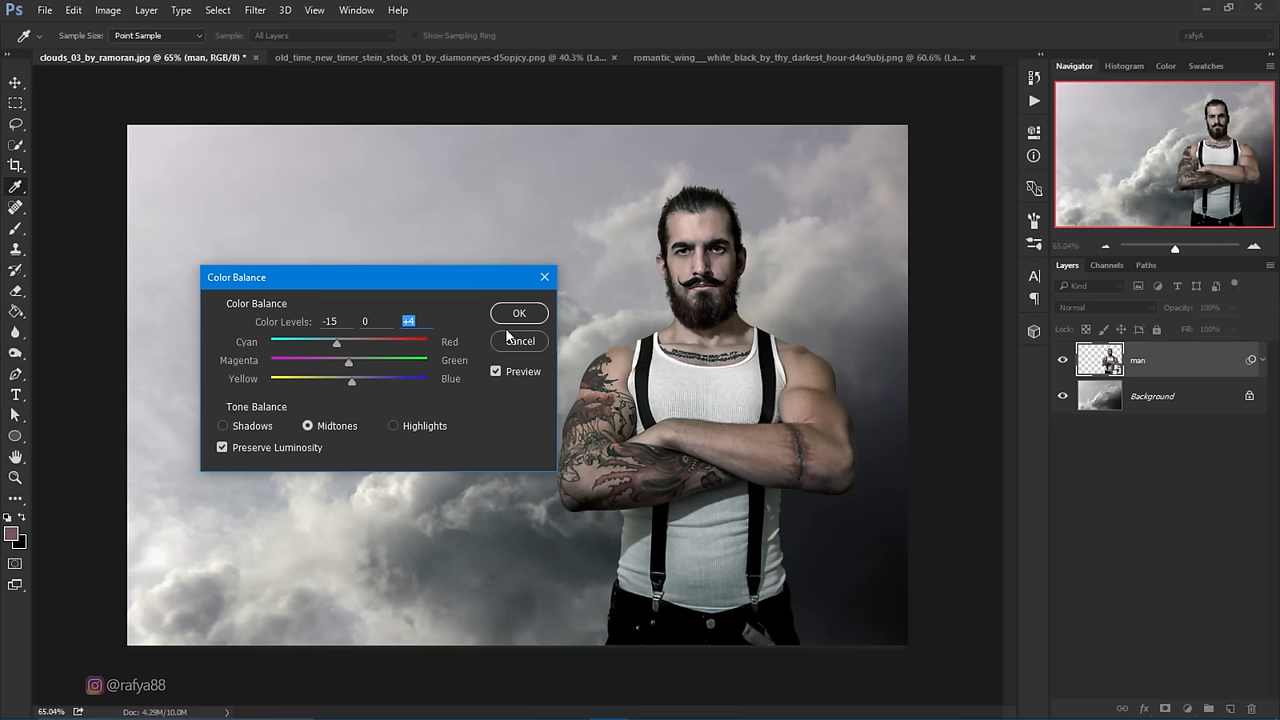 Ps File Edit Image Layer Type Select Filter 3D View Window Help
Sample Size: Point Sample Sample: All Layers Show Sampling Ring rafyA
clouds_03_by_ramoran.jpg @ 65% (man, RGB/8) * × old_time_new_timer_stein_stock_01_by_diamoneyes-d5opjcy.png @ 40.3% (La... × romantic_wing__white_black_by_thy_darkest_hour-d4u9ubj.png @ 60.6% (La... ×
Navigator Histogram Color Swatches
65.04%
Layers Channels Paths
Kind
Normal Opacity: 100%
Lock: Fill: 100%
man
Background
Color Balance
Color Balance
Color Levels: -15 0 +4
Cyan Red
Magenta Green
Yellow Blue
OK
Cancel
Preview
Tone Balance
Shadows Midtones Highlights
Preserve Luminosity
@rafya88
65.04% Doc: 4.29M/10.0M